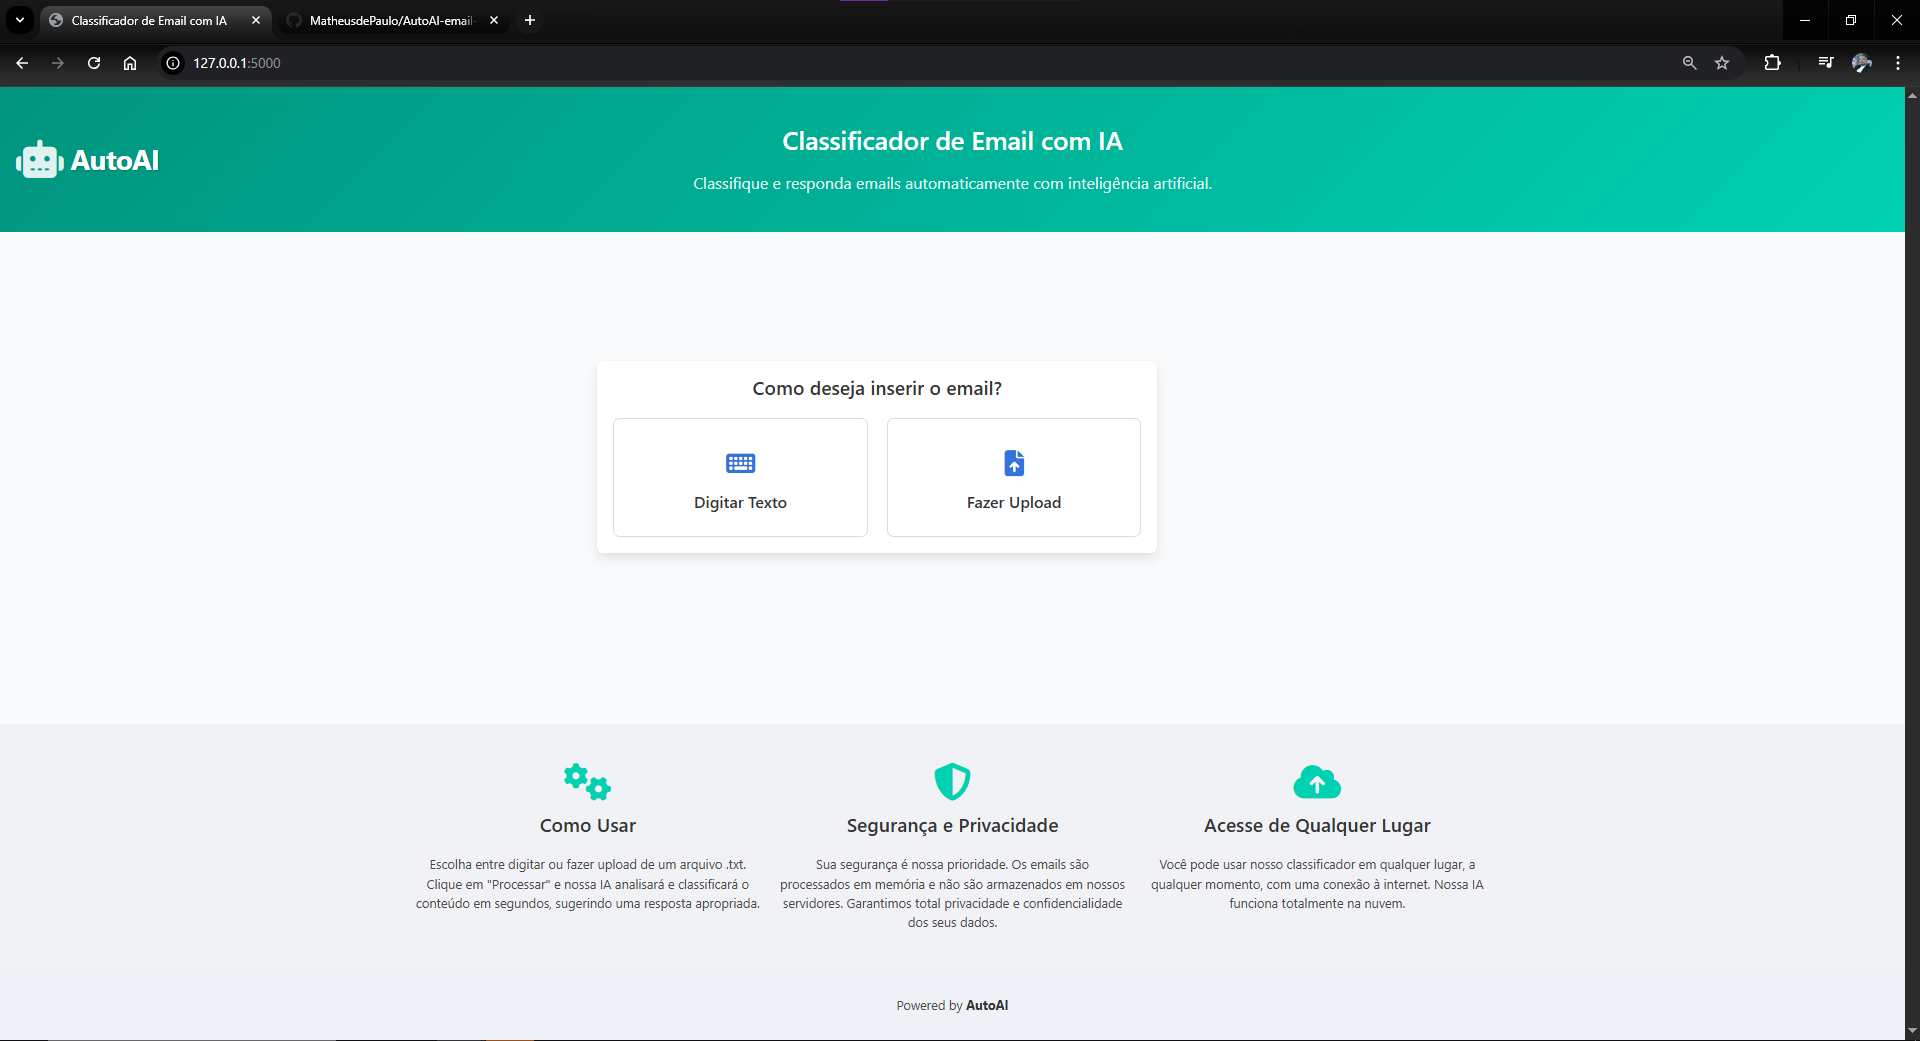 Classificador de Email com IA
MatheusdePaulo/AutoAI-email-
127.0.0.1:5000
AutoAI
Classificador de Email com IA
Classifique e responda emails automaticamente com inteligência artificial.
Como deseja inserir o email?
Digitar Texto
Fazer Upload
Como Usar
Escolha entre digitar ou fazer upload de um arquivo .txt.
Clique em "Processar" e nossa IA analisará e classificará o
conteúdo em segundos, sugerindo uma resposta apropriada.
Segurança e Privacidade
Sua segurança é nossa prioridade. Os emails são
processados em memória e não são armazenados em nossos
servidores. Garantimos total privacidade e confidencialidade
dos seus dados.
Acesse de Qualquer Lugar
Você pode usar nosso classificador em qualquer lugar, a
qualquer momento, com uma conexão à internet. Nossa IA
funciona totalmente na nuvem.
Powered by AutoAI